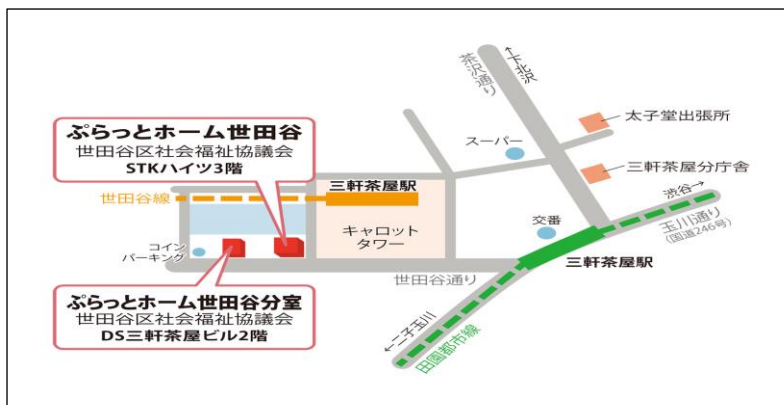 ←下北沢
茶沢通り
太子堂出張所
スーパー
ぷらっとホーム世田谷
世田谷区社会福祉協議会
STKハイツ3階
三軒茶屋分庁舎
三軒茶屋駅
渋谷→
世田谷線
玉川通り
(国道246号)
交番
キャロット
タワー
コイン
パーキング
三軒茶屋駅
世田谷通り
ぷらっとホーム世田谷分室
世田谷区社会福祉協議会
DS三軒茶屋ビル2階
←二子玉川
田園都市線